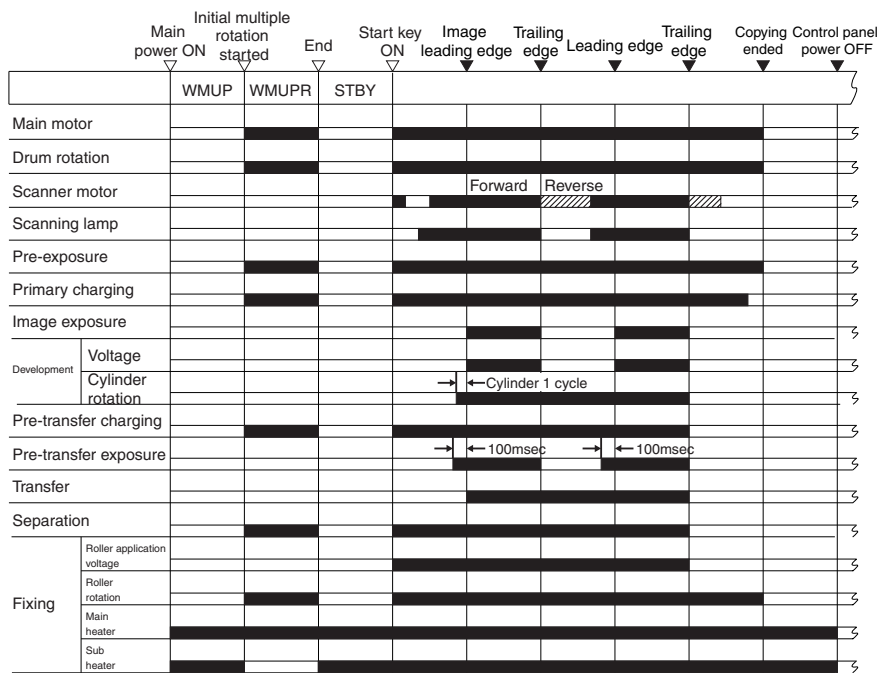 Main
power ON
Initial multiple
rotation
started
End
Start key
ON
Image
leading edge
Trailing
edge
Leading edge
Trailing
edge
Copying
ended
Control panel
power OFF
WMUP
WMUPR
STBY
Main motor
Drum rotation
Scanner motor
Forward
Reverse
Scanning lamp
Pre-exposure
Primary charging
Image exposure
Development
Voltage
Cylinder
rotation
Cylinder 1 cycle
Pre-transfer charging
Pre-transfer exposure
100msec
100msec
Transfer
Separation
Fixing
Roller application
voltage
Roller
rotation
Main
heater
Sub
heater